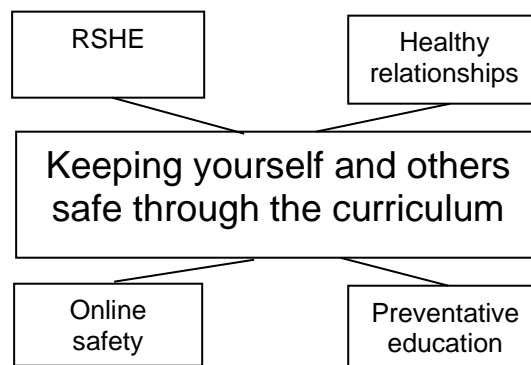 RSHE
Healthy
relationships
Keeping yourself and others
safe through the curriculum
Online
safety
Preventative
education